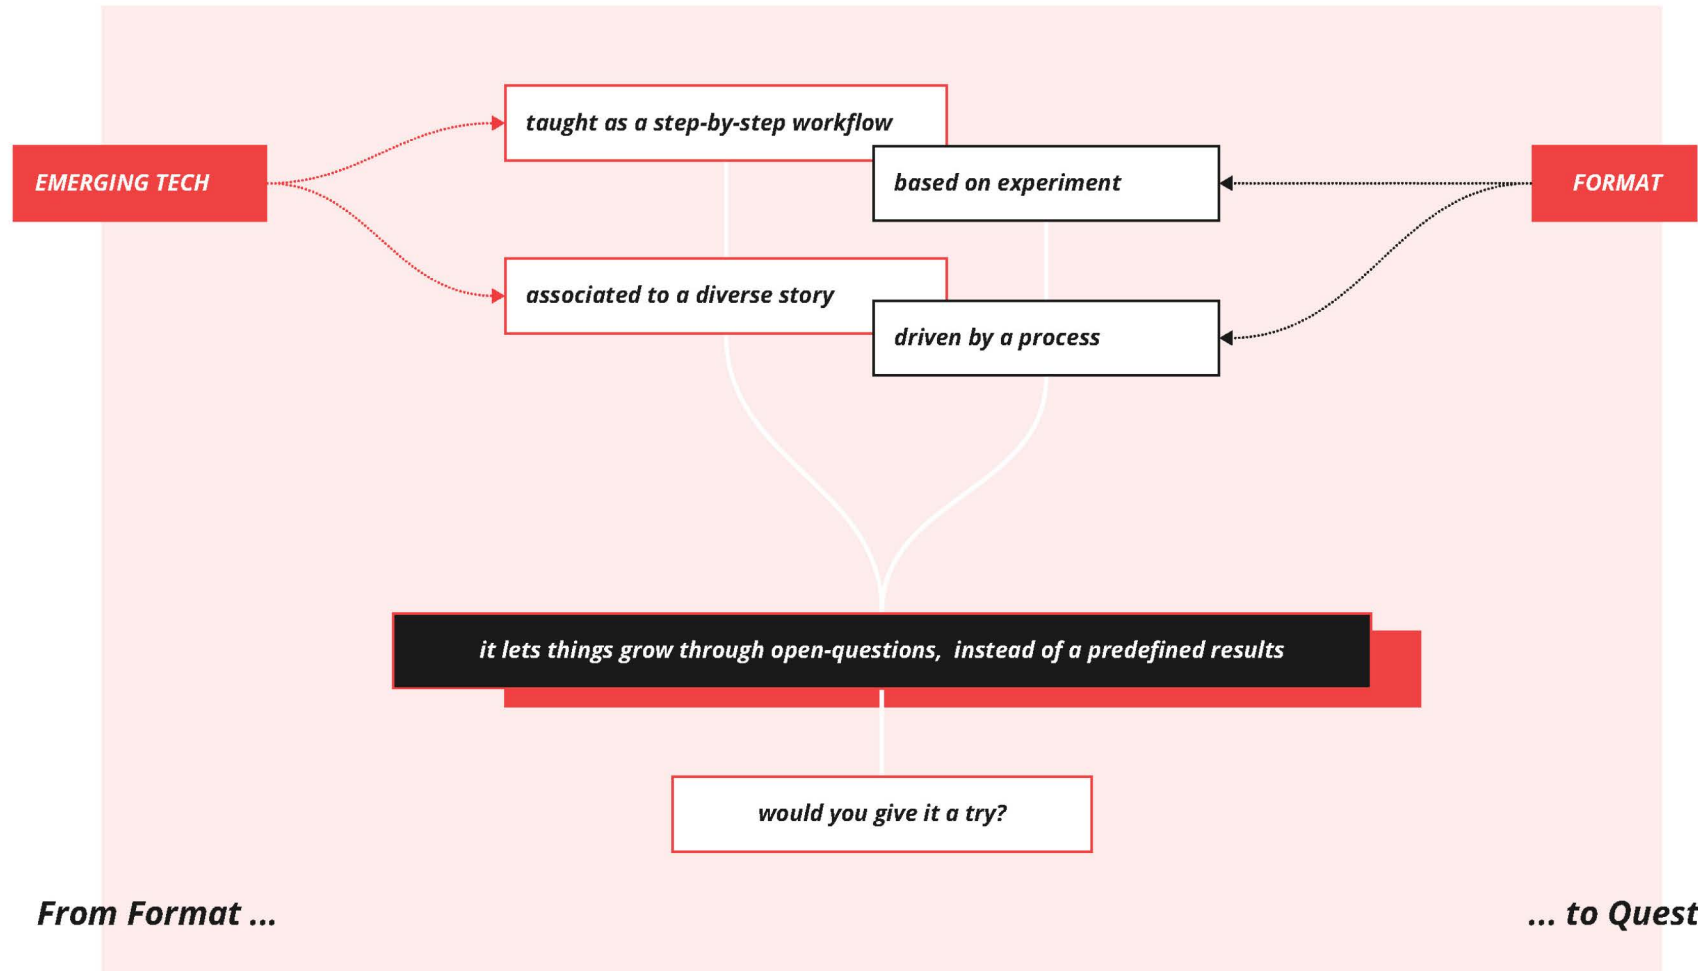 taught as a step-by-step workflow
EMERGING TECH
based on experiment
FORMAT
associated to a diverse story
driven by a process
it lets things grow through open-questions,  instead of a predefined results
would you give it a try?
From Format ...
... to Quest